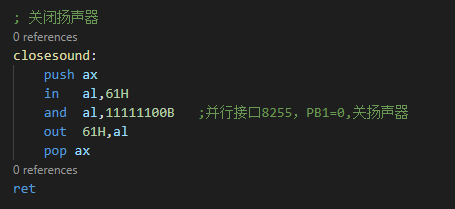 ; 关闭扬声器
0 references
closesound:
    push ax
    in   al,61H
    and  al,11111100B   ;并行接口8255，PB1=0,关扬声器
    out  61H,al
    pop ax
0 references
ret